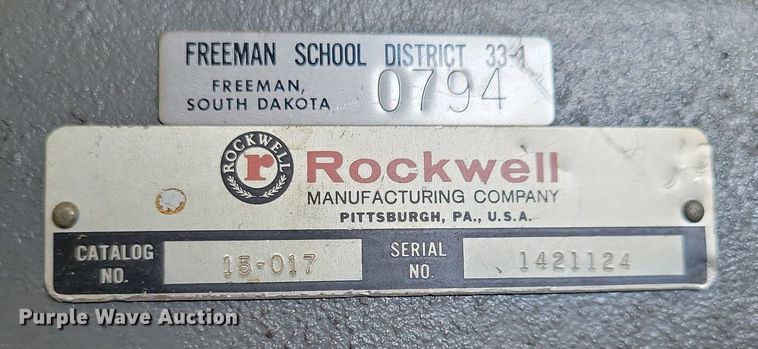 FREEMAN SCHOOL DISTRICT 33-1
FREEMAN,
SOUTH DAKOTA
0794
ROCKWELL
r
Rockwell
MANUFACTURING COMPANY
PITTSBURGH, PA., U.S.A.
CATALOG
NO.
15-017
SERIAL
NO.
1421124
Purple Wave Auction